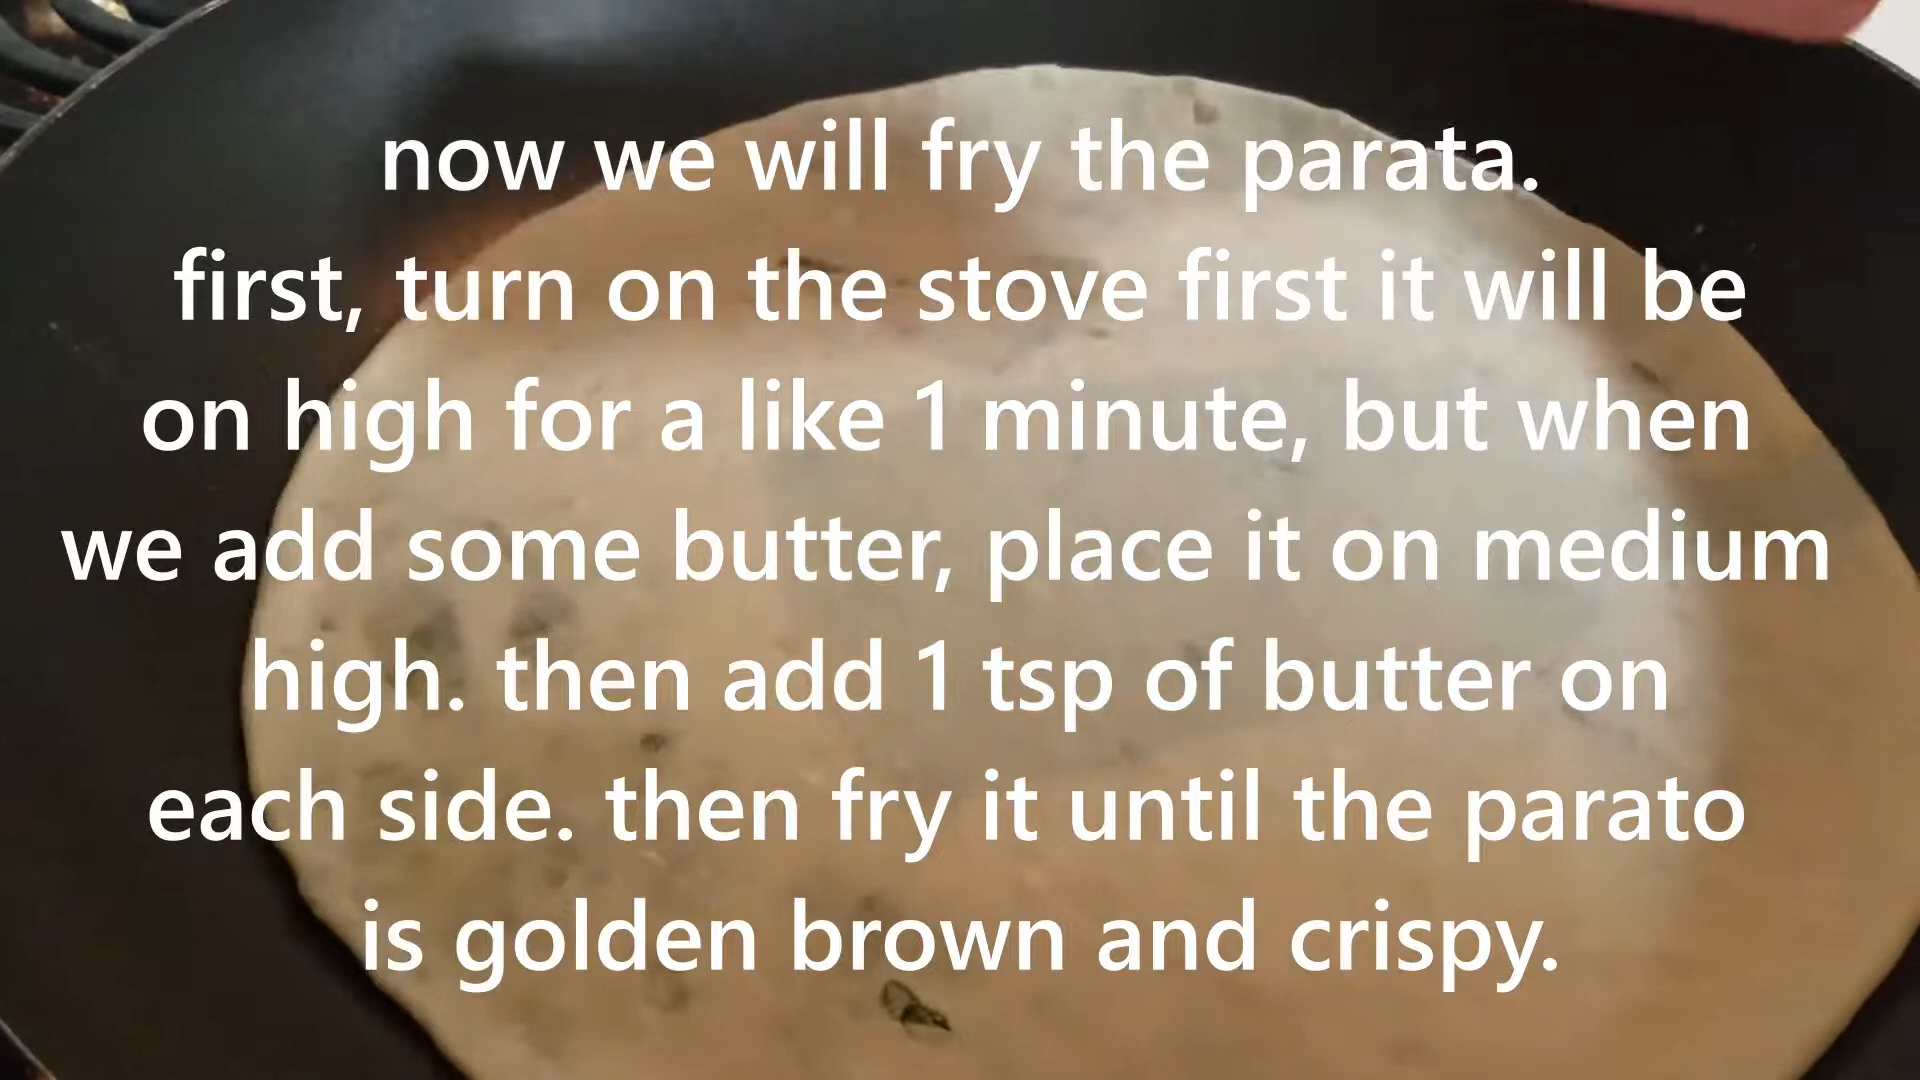 now we will fry the parata.
first, turn on the stove first it will be
on high for a like 1 minute, but when
we add some butter, place it on medium
high. then add 1 tsp of butter on
each side. then fry it until the parato
is golden brown and crispy.